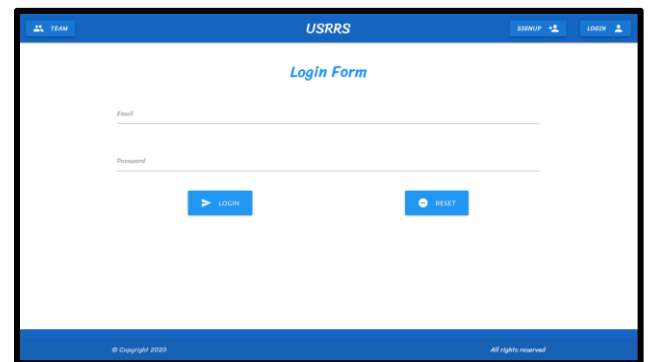 TEAM USRRS SIGNUP LOGIN
Login Form
Email
Password
LOGIN RESET
© Copyright 2020 All rights reserved